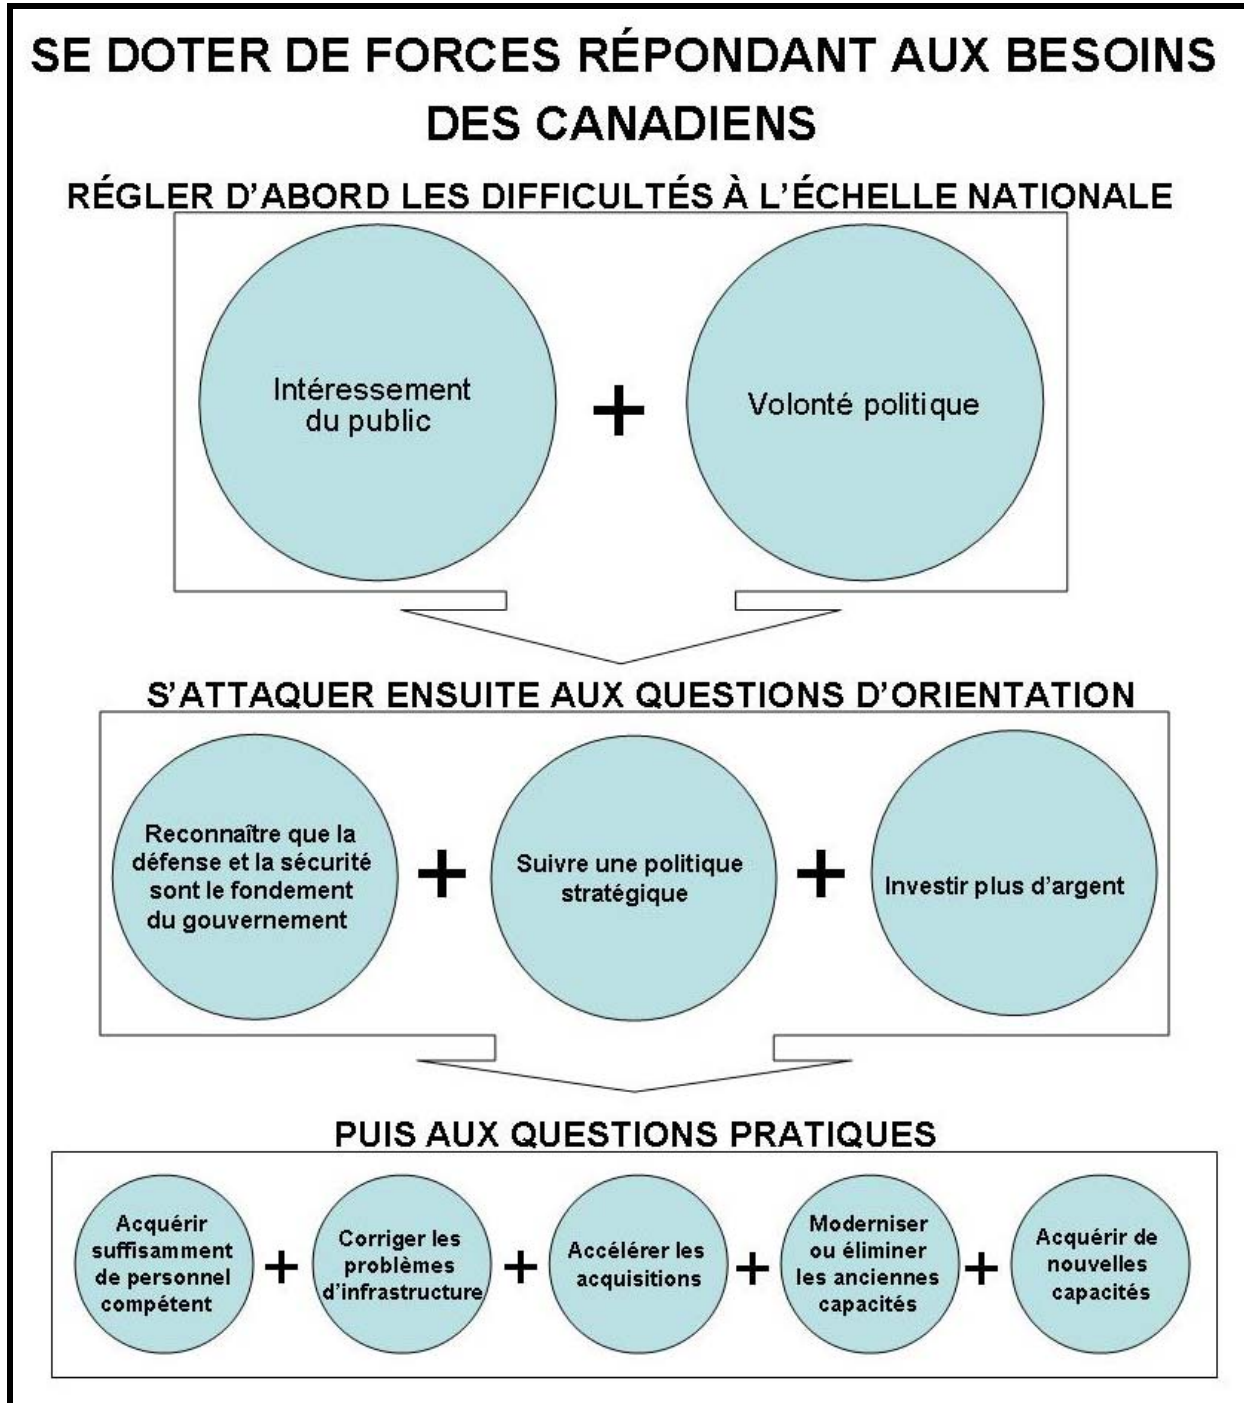 SE DOTER DE FORCES RÉPONDANT AUX BESOINS
DES CANADIENS
RÉGLER D'ABORD LES DIFFICULTÉS À L'ÉCHELLE NATIONALE
Intéressement
du public
+
Volonté politique
S'ATTAQUER ENSUITE AUX QUESTIONS D'ORIENTATION
Reconnaître que la
défense et la sécurité
sont le fondement
du gouvernement
+
Suivre une politique
stratégique
+
Investir plus d'argent
PUIS AUX QUESTIONS PRATIQUES
Acquérir
suffisamment
de personnel
compétent
+
Corriger les
problèmes
d'infrastructure
+
Accélérer les
acquisitions
+
Moderniser
ou éliminer
les anciennes
capacités
+
Acquérir de
nouvelles
capacités